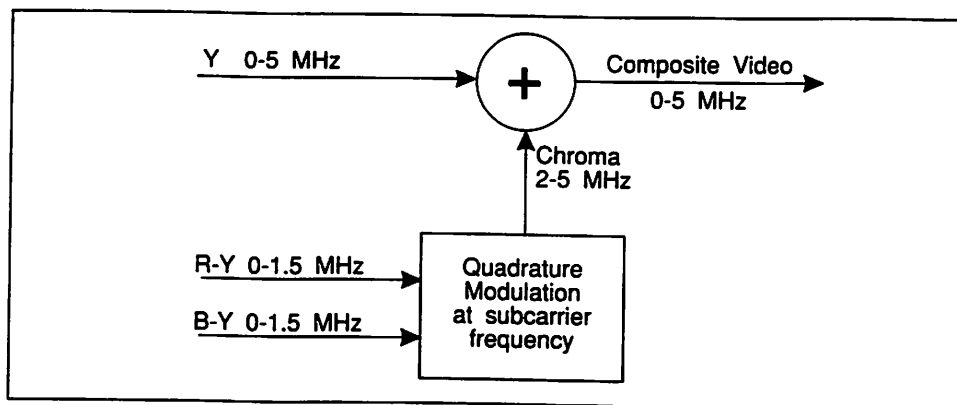 Y 0-5 MHz
+
Composite Video
0-5 MHz
Chroma
2-5 MHz
R-Y 0-1.5 MHz
B-Y 0-1.5 MHz
Quadrature
Modulation
at subcarrier
frequency